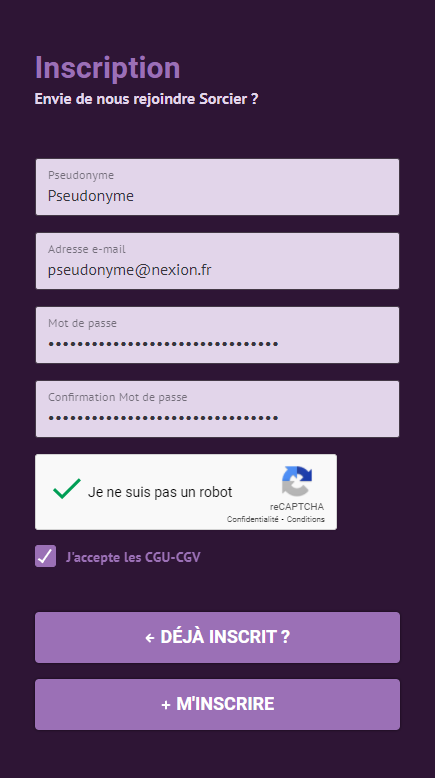 Inscription
Envie de nous rejoindre Sorcier ?
Pseudonyme
Pseudonyme
Adresse e-mail
pseudonyme@nexion.fr
Mot de passe
••••••••••••••••••••••••••••••••
Confirmation Mot de passe
••••••••••••••••••••••••••••••••
Je ne suis pas un robot
reCAPTCHA
Confidentialité - Conditions
J'accepte les CGU-CGV
← DÉJÀ INSCRIT ?
+ M'INSCRIRE